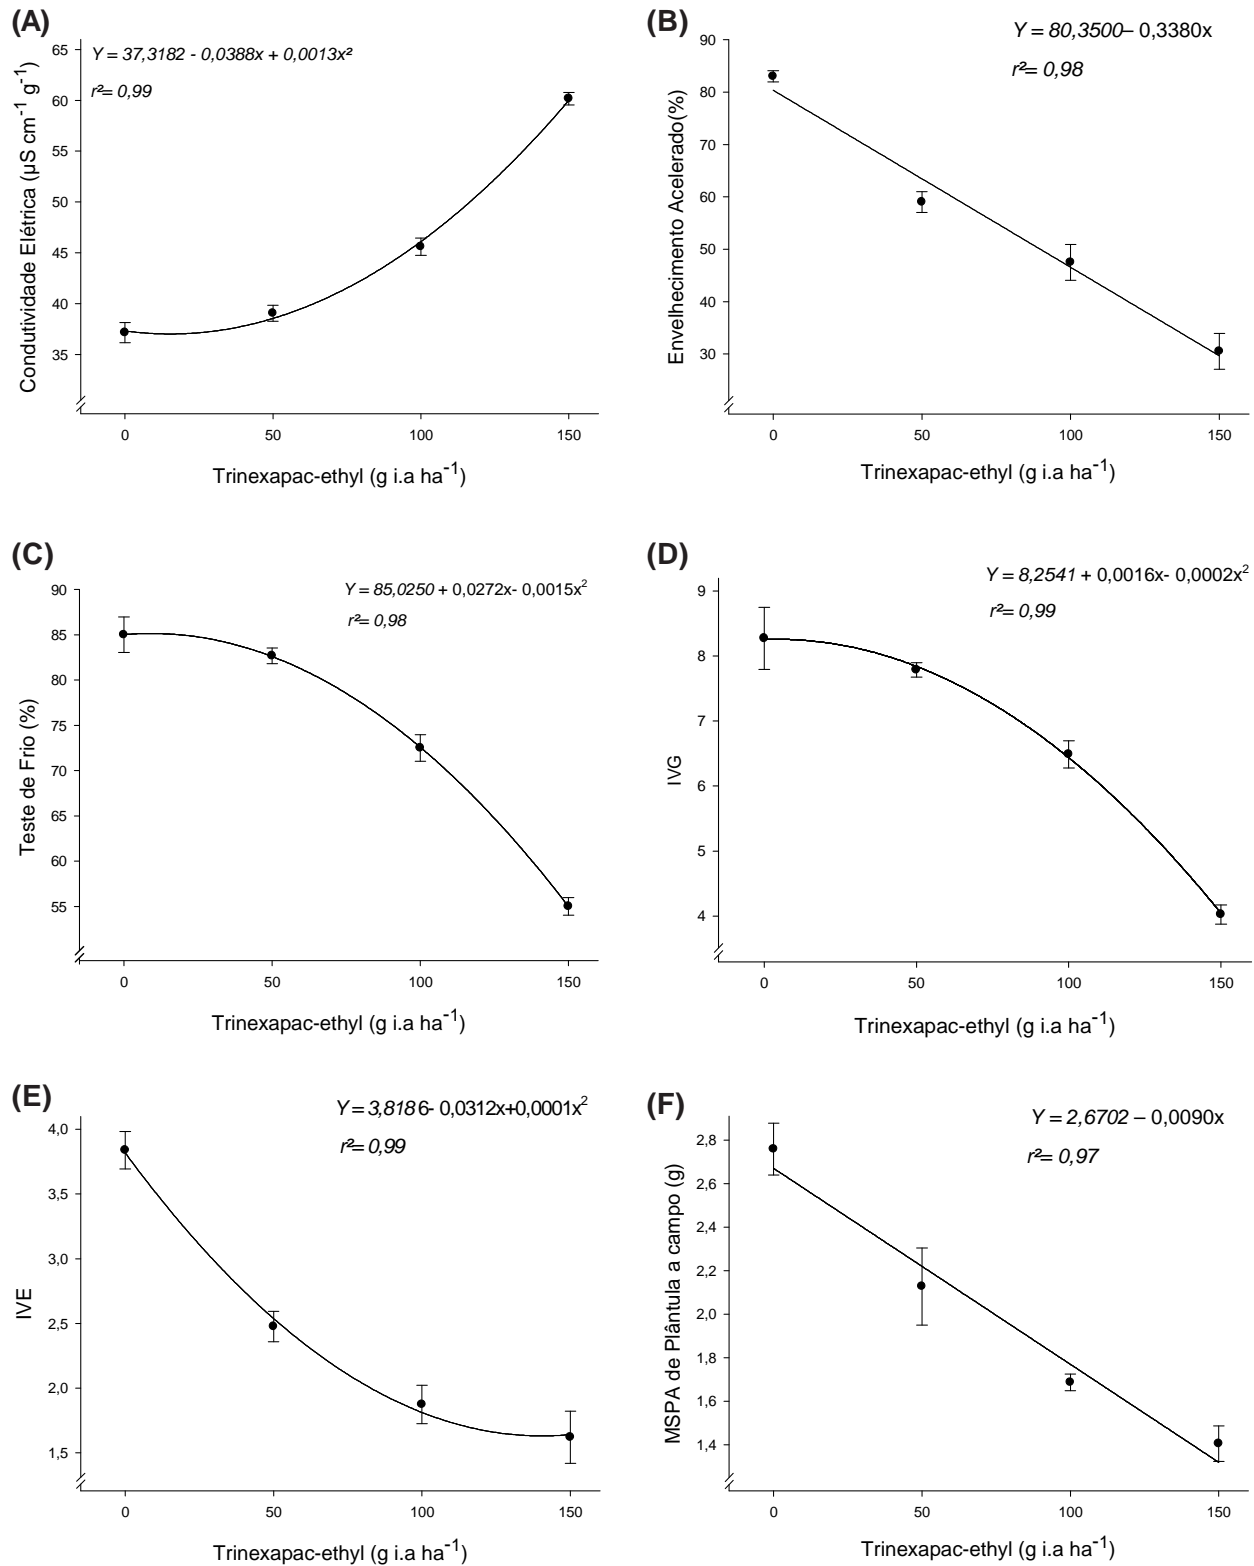 (A)
Y = 37,3182 - 0,0388x + 0,0013x²
r²= 0,99
65
60
55
50
45
40
35
Condutividade Elétrica (µS cm⁻¹ g⁻¹)
0 50 100 150
Trinexapac-ethyl (g i.a ha⁻¹)
(B)
Y = 80,3500– 0,3380x
r²= 0,98
90
80
70
60
50
40
30
Envelhecimento Acelerado(%)
0 50 100 150
Trinexapac-ethyl (g i.a ha⁻¹)
(C)
Y = 85,0250 + 0,0272x- 0,0015x²
r²= 0,98
90
85
80
75
70
65
60
55
Teste de Frio (%)
0 50 100 150
Trinexapac-ethyl (g i.a ha⁻¹)
(D)
Y = 8,2541 + 0,0016x- 0,0002x²
r²= 0,99
9
8
7
6
5
4
IVG
0 50 100 150
Trinexapac-ethyl (g i.a ha⁻¹)
(E)
Y = 3,8186- 0,0312x+0,0001x²
r²= 0,99
4,0
3,5
3,0
2,5
2,0
1,5
IVE
0 50 100 150
Trinexapac-ethyl (g i.a ha⁻¹)
(F)
Y = 2,6702 – 0,0090x
r²= 0,97
2,8
2,6
2,4
2,2
2,0
1,8
1,6
1,4
MSPA de Plântula a campo (g)
0 50 100 150
Trinexapac-ethyl (g i.a ha⁻¹)